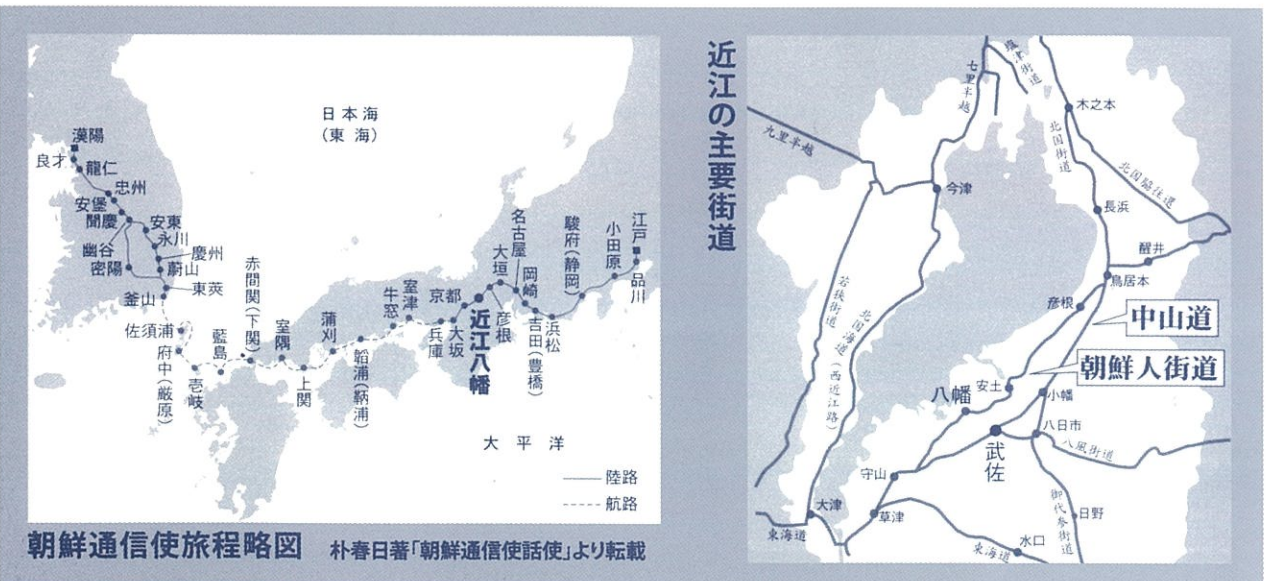 日本海
(東海)
漢陽
良才
龍仁
忠州
安堡
聞慶
安東
永川
幽谷
慶州
密陽
蔚山
東莢
釜山
佐須浦
府中(厳原)
壱岐
藍島
赤間関(下関)
室隅
上関
蒲刈
韜浦(鞆浦)
牛窓
室津
兵庫
大坂
京都
近江八幡
彦根
大垣
名古屋
岡崎
吉田(豊橋)
浜松
駿府(静岡)
小田原
江戸
品川
大平洋
陸路
航路
朝鮮通信使旅程略図
朴春日著「朝鮮通信使話使」より転載
近江の主要街道
塩津街道
七里半越
木之本
九里半越
北国街道
北国脇往還
今津
長浜
醒井
鳥居本
若狭街道
北国海道(西近江路)
彦根
中山道
朝鮮人街道
安土
八幡
小幡
八日市
武佐
八風街道
守山
大津
草津
御代参街道
日野
東海道
東海道
水口